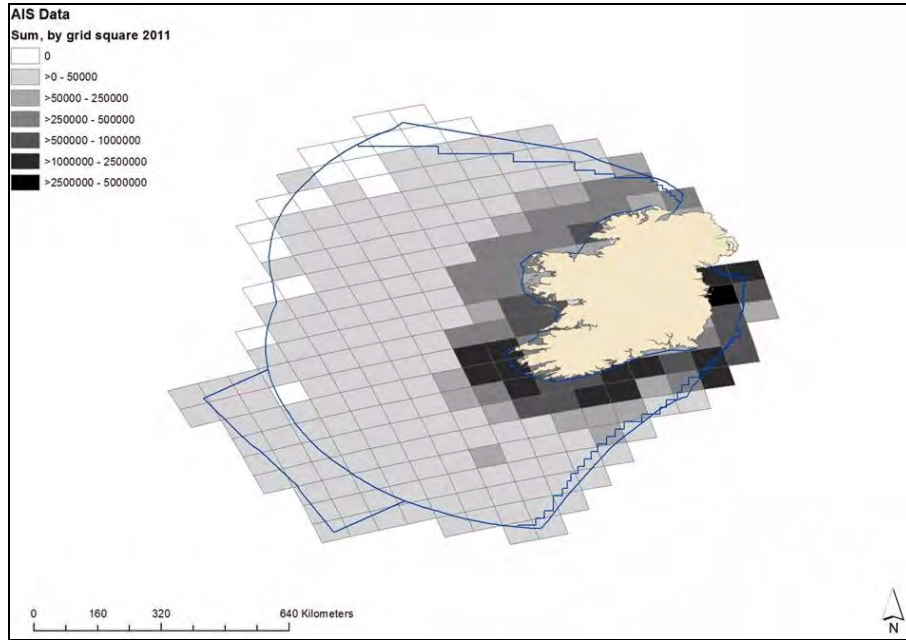 AIS Data
Sum, by grid square 2011
0
>0 - 50000
>50000 - 250000
>250000 - 500000
>500000 - 1000000
>1000000 - 2500000
>2500000 - 5000000
0 160 320 640 Kilometers
N